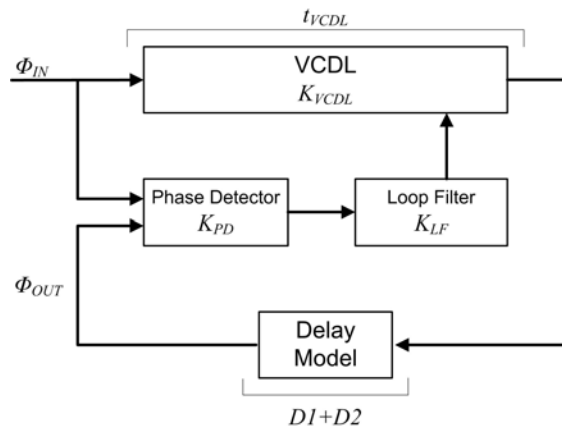 t_VCDL
Φ_IN
VCDL
K_VCDL
Phase Detector
K_PD
Loop Filter
K_LF
Φ_OUT
Delay
Model
D1+D2